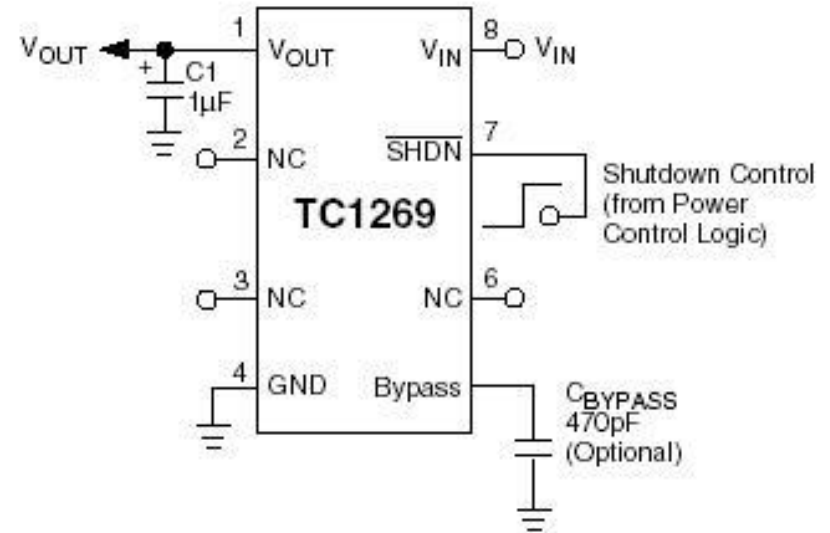 1
8
VOUT
VOUT
VIN
VIN
+
C1
1µF
2
NC
7
SHDN
Shutdown Control
(from Power
Control Logic)
TC1269
3
NC
6
NC
4
GND
Bypass
CBYPASS
470pF
(Optional)